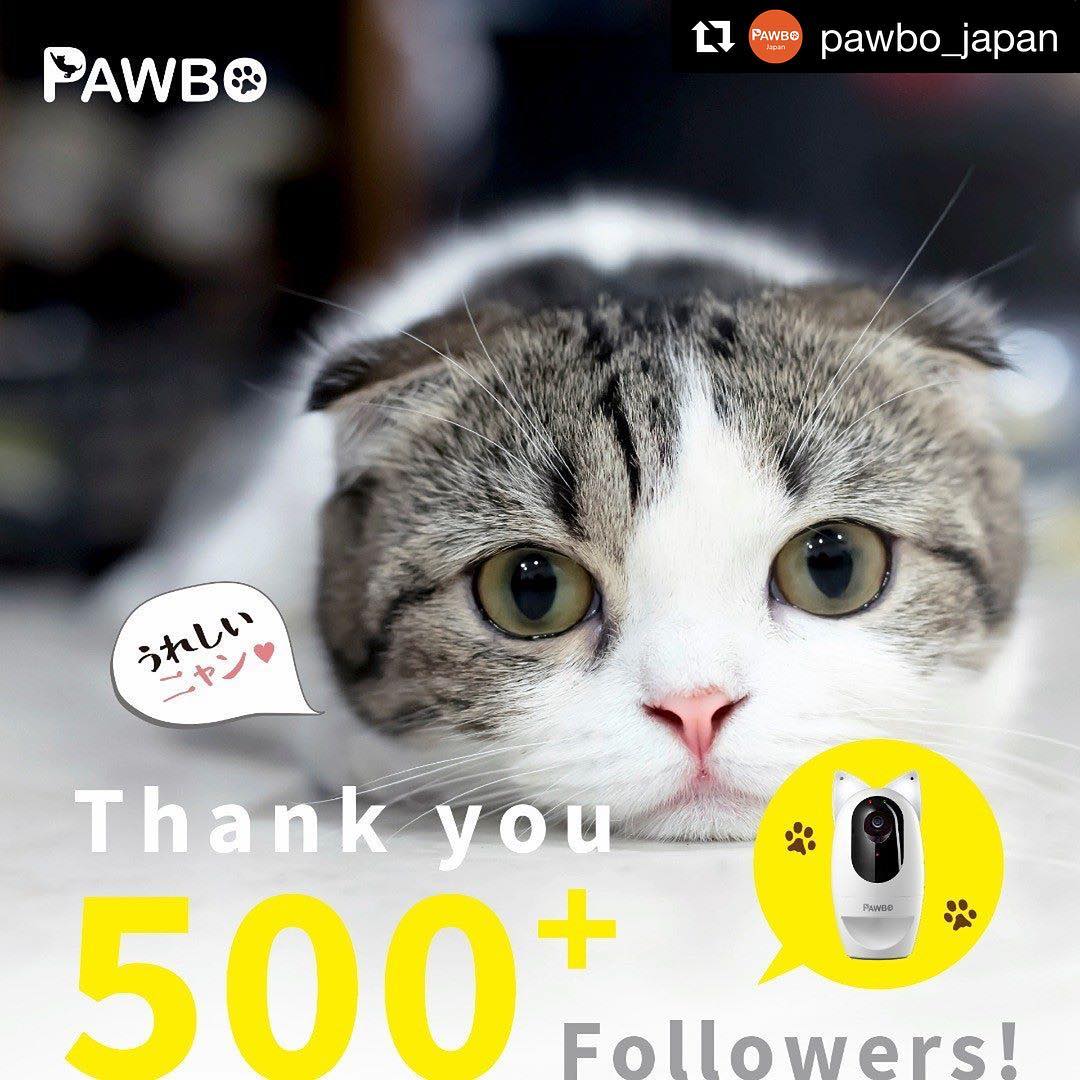 PAWBO
PAWBO
Japan
pawbo_japan
うれしい
ニャン♥
Thank you
500+
PAWBO
Followers!